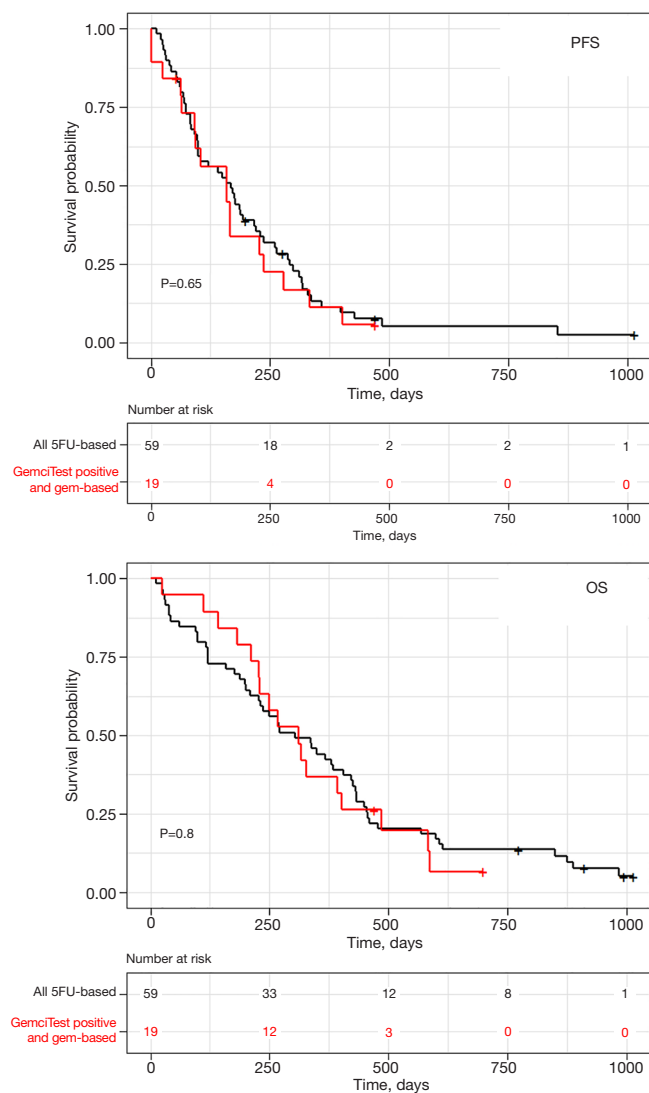 PFS
1.00
0.75
0.50
0.25
0.00
Survival probability
P=0.65
0 250 500 750 1000
Time, days
Number at risk
All 5FU-based 59 18 2 2 1
GemciTest positive
and gem-based 19 4 0 0 0
0 250 500 750 1000
Time, days
OS
1.00
0.75
0.50
0.25
0.00
Survival probability
P=0.8
0 250 500 750 1000
Time, days
Number at risk
All 5FU-based 59 33 12 8 1
GemciTest positive
and gem-based 19 12 3 0 0
0 250 500 750 1000
Time, days